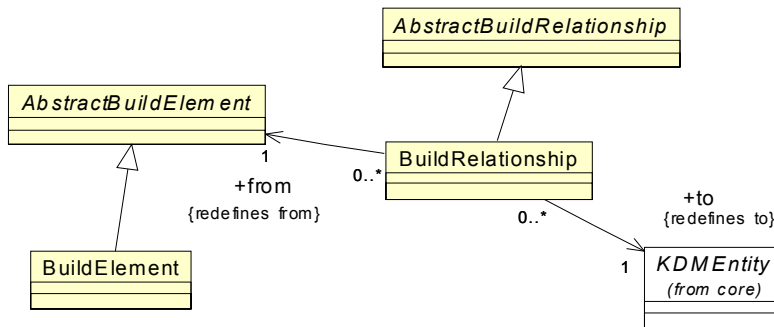 AbstractBuildRelationship
AbstractBuildElement
BuildRelationship
1
0..*
+from
{redefines from}
0..*
+to
{redefines to}
BuildElement
1
KDMEntity
(from core)